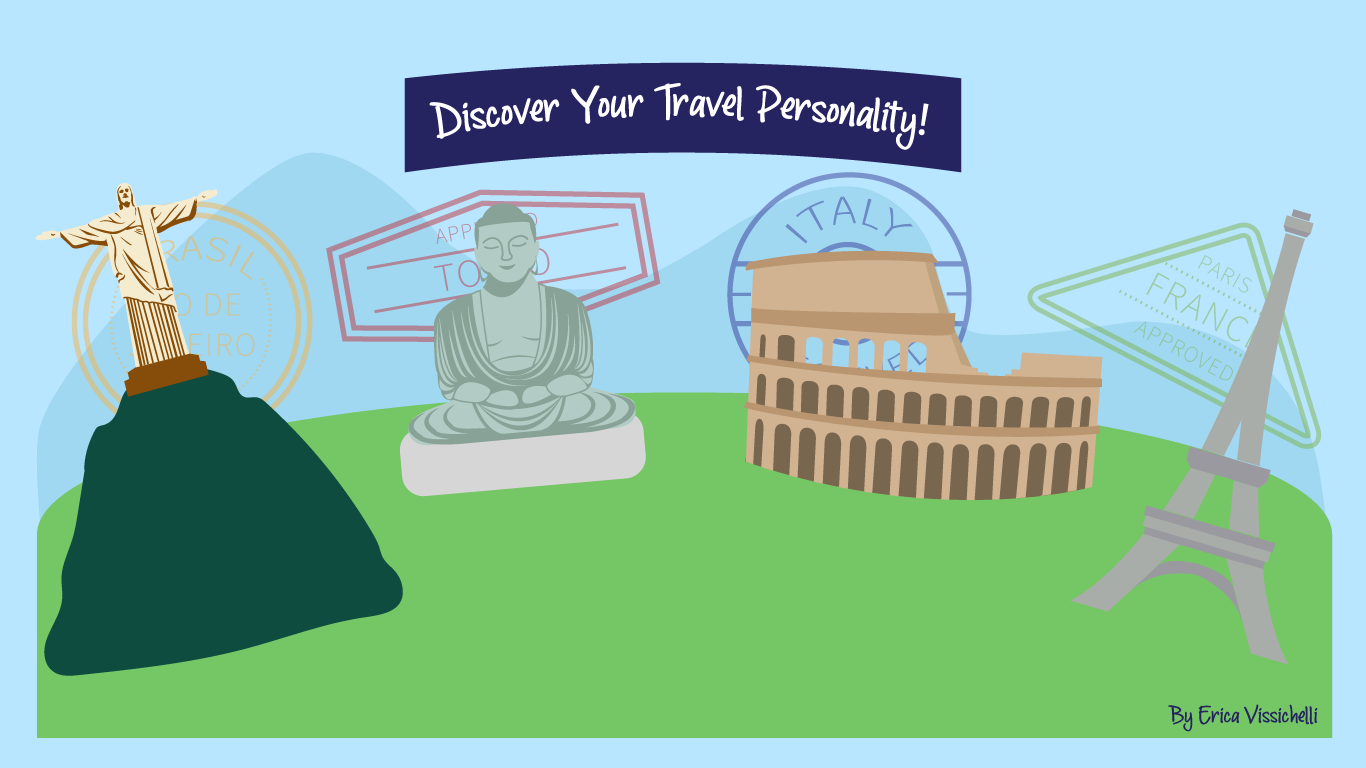 Discover Your Travel Personality!
ITALY
PARIS
FRANC
APPROVED
RASIL
O DE
EIRO
APP
TO O
By Erica Vissichelli